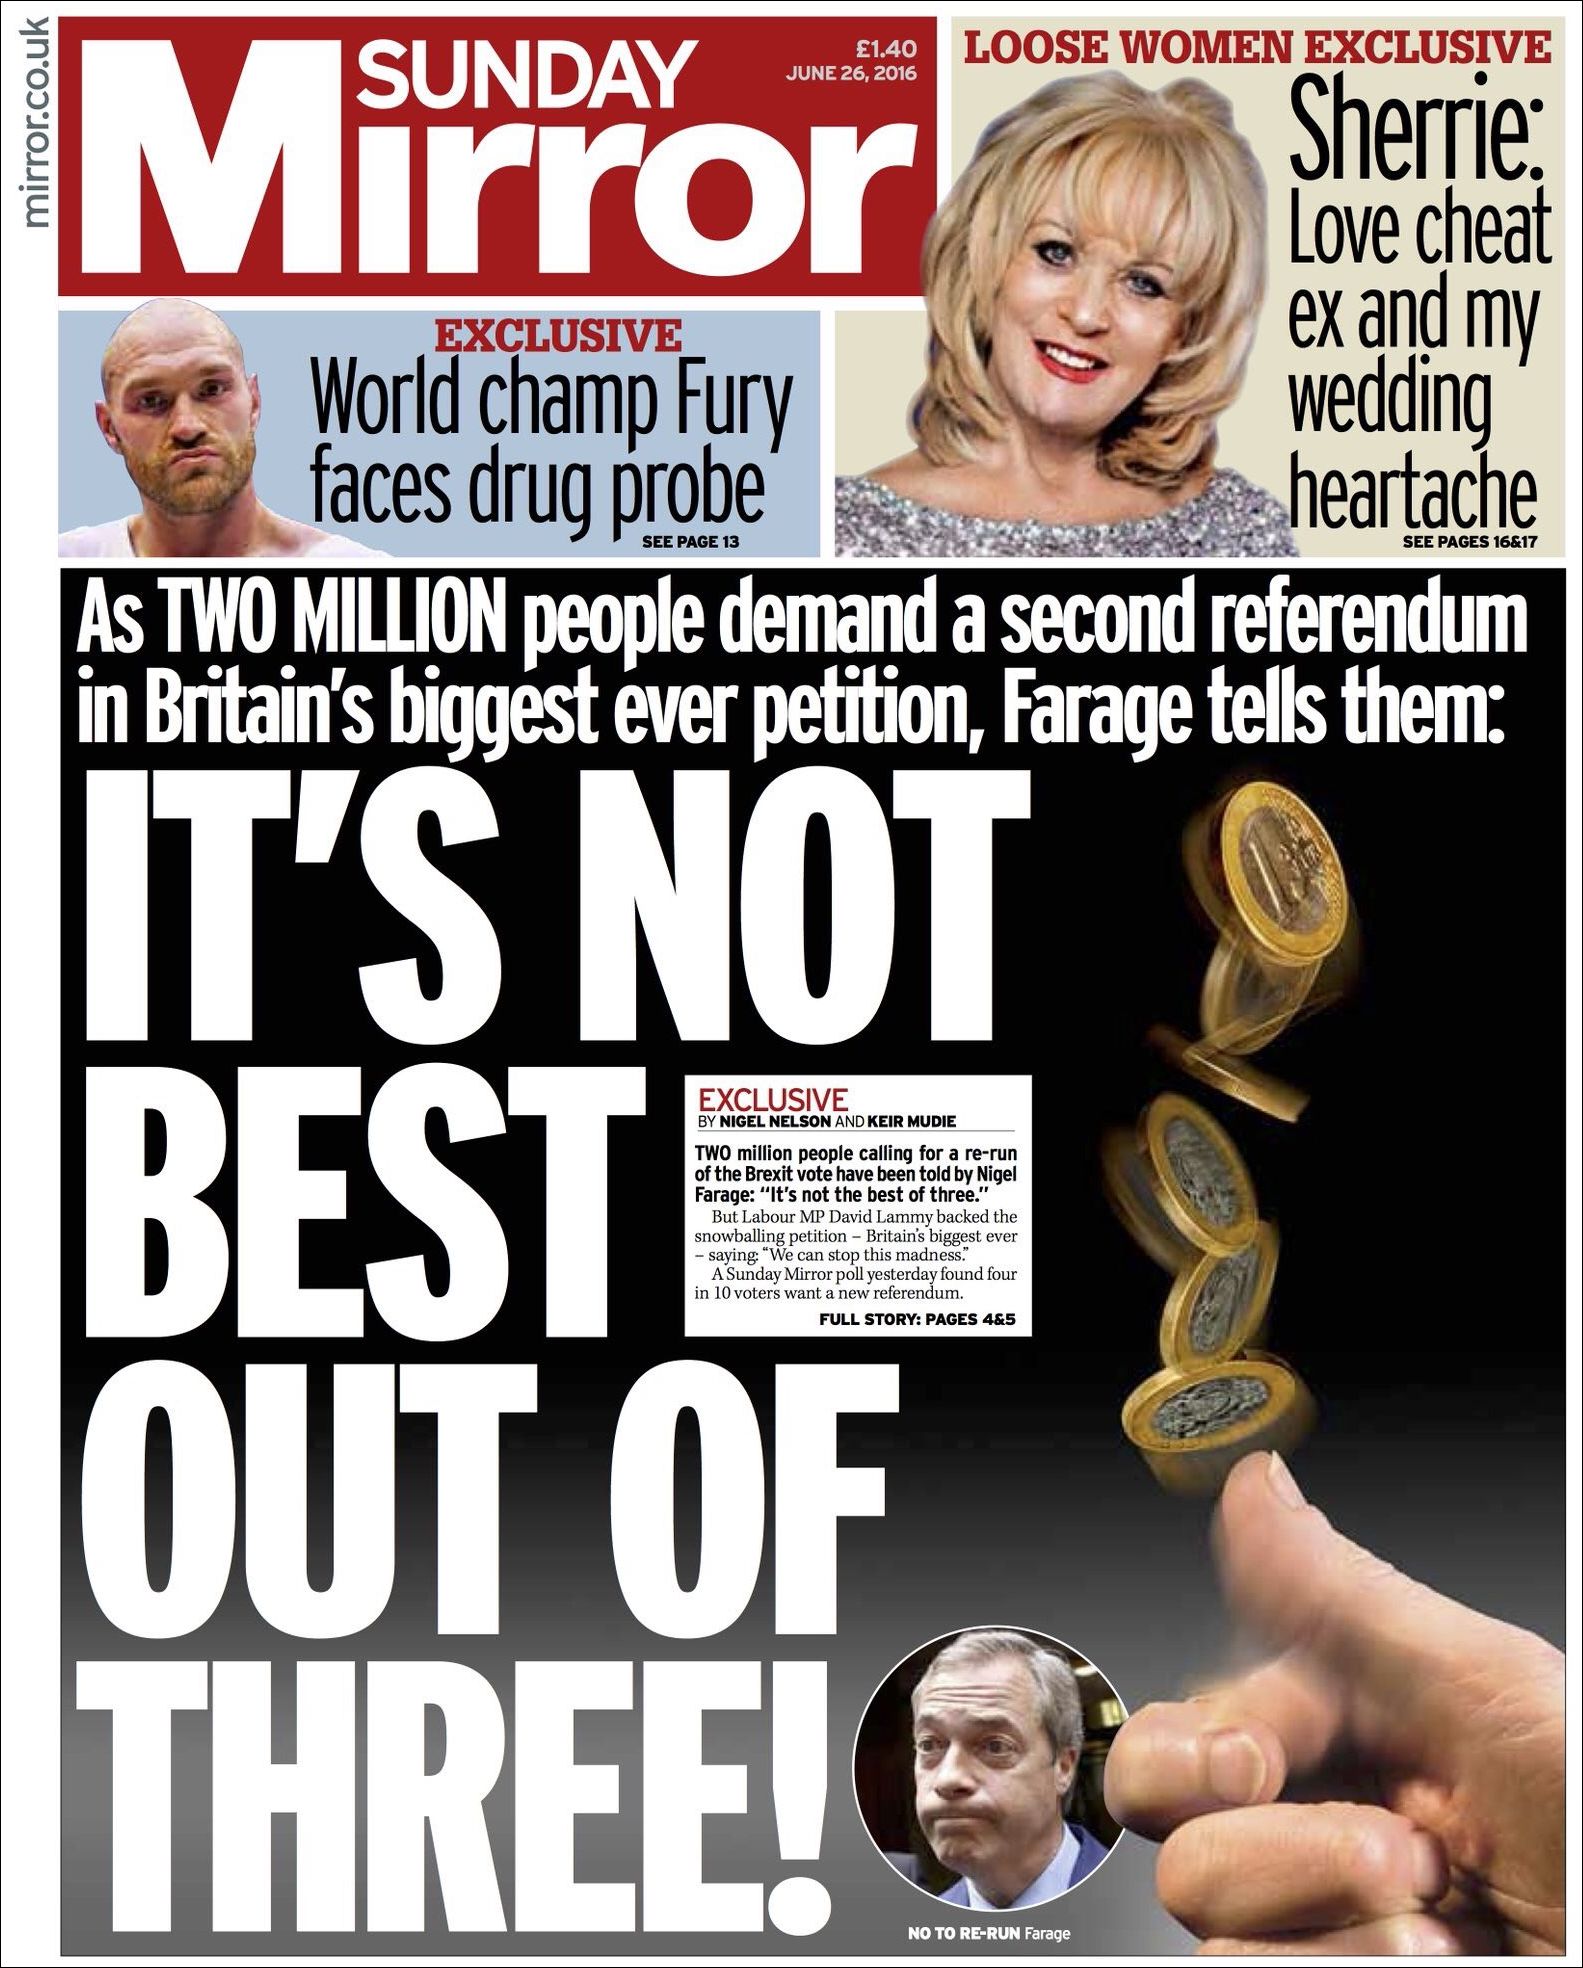 mirror.co.uk
SUNDAY
Mirror
£1.40
JUNE 26, 2016
LOOSE WOMEN EXCLUSIVE
Sherrie:
Love cheat
ex and my
wedding
heartache
SEE PAGES 16&17
EXCLUSIVE
World champ Fury
faces drug probe
SEE PAGE 13
As TWO MILLION people demand a second referendum
in Britain's biggest ever petition, Farage tells them:
IT'S NOT
BEST
OUT OF
THREE!
EXCLUSIVE
BY NIGEL NELSON AND KEIR MUDIE
TWO million people calling for a re-run
of the Brexit vote have been told by Nigel
Farage: “It's not the best of three.”
But Labour MP David Lammy backed the
snowballing petition – Britain's biggest ever
– saying: “We can stop this madness.”
A Sunday Mirror poll yesterday found four
in 10 voters want a new referendum.
FULL STORY: PAGES 4&5
1
NO TO RE-RUN Farage